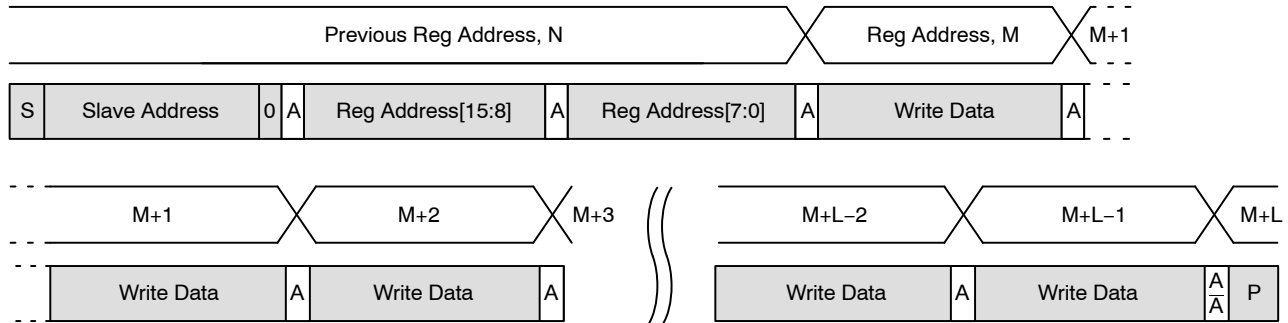 Previous Reg Address, N Reg Address, M M+1
S Slave Address 0 A Reg Address[15:8] A Reg Address[7:0] A Write Data A
M+1 M+2 M+3 M+L−2 M+L−1 M+L
Write Data A Write Data A Write Data A Write Data A/A̅ P